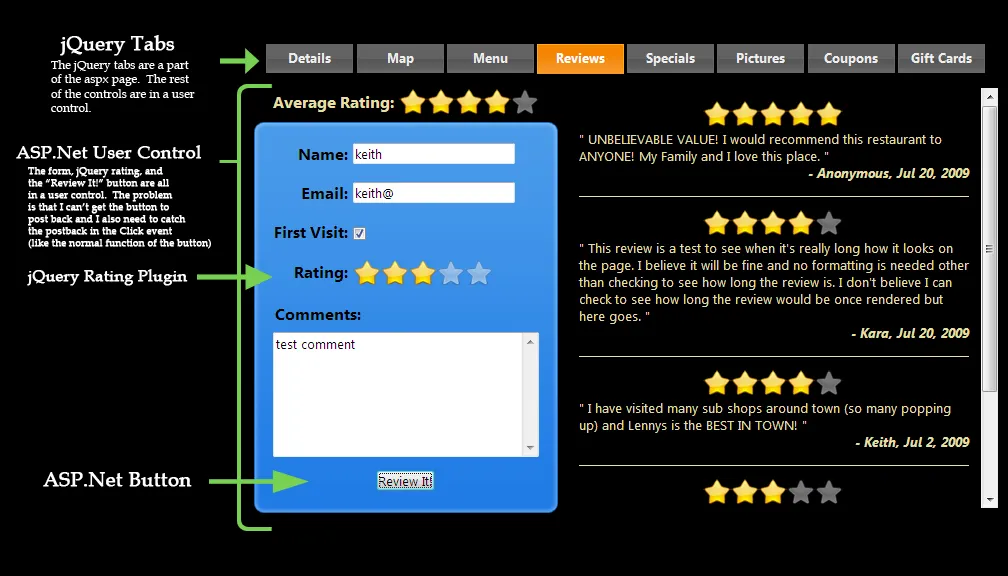 jQuery Tabs
The jQuery tabs are a part
of the aspx page. The rest
of the controls are in a user
control.
Details
Map
Menu
Reviews
Specials
Pictures
Coupons
Gift Cards
ASP.Net User Control
The form, jQuery rating, and
the "Review It!" button are all
in a user control. The problem
is that I can't get the button to
post back and I also need to catch
the postback in the Click event
(like the normal function of the button)
jQuery Rating Plugin
ASP.Net Button
Average Rating:
Name: keith
Email: keith@
First Visit:
Rating:
Comments:
test comment
Review It!
" UNBELIEVABLE VALUE! I would recommend this restaurant to
ANYONE! My Family and I love this place. "
- Anonymous, Jul 20, 2009
" This review is a test to see when it's really long how it looks on
the page. I believe it will be fine and no formatting is needed other
than checking to see how long the review is. I don't believe I can
check to see how long the review would be once rendered but
here goes. "
- Kara, Jul 20, 2009
" I have visited many sub shops around town (so many popping
up) and Lennys is the BEST IN TOWN! "
- Keith, Jul 2, 2009